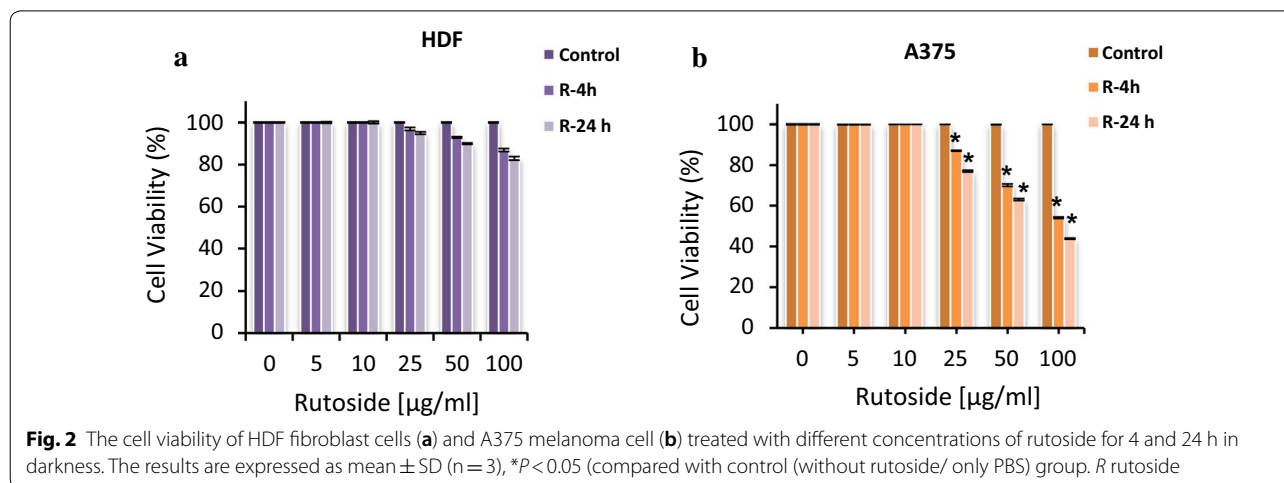 a
HDF
Control
R-4h
R-24 h
Cell Viability (%)
100
80
60
40
20
0
0 5 10 25 50 100
Rutoside [µg/ml]
b
A375
Control
R-4h
R-24 h
Cell Viability (%)
100
80
60
40
20
0
* * * * * *
0 5 10 25 50 100
Rutoside [µg/ml]
Fig. 2 The cell viability of HDF fibroblast cells (a) and A375 melanoma cell (b) treated with different concentrations of rutoside for 4 and 24 h in
darkness. The results are expressed as mean ± SD (n = 3), *P < 0.05 (compared with control (without rutoside/ only PBS) group. R rutoside